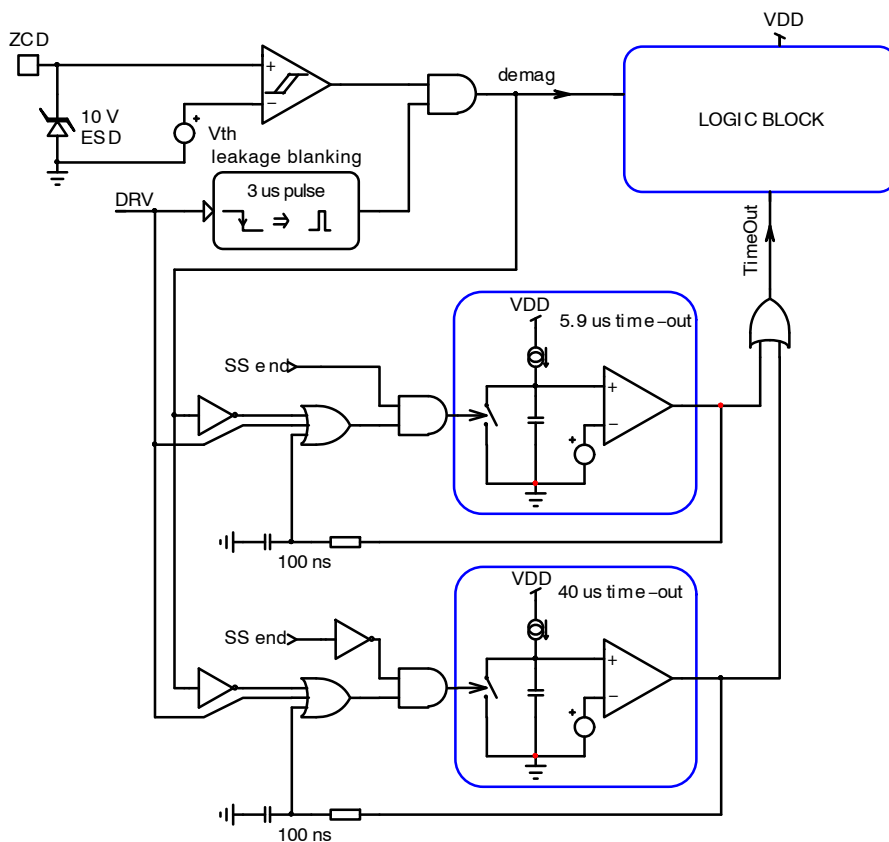 VDD
ZCD
+
−
demag
LOGIC BLOCK
10 V
ESD
+
Vth
leakage blanking
3 us pulse
⇒
DRV
TimeOut
VDD
5.9 us time−out
SS end
+
−
+
100 ns
VDD
40 us time−out
SS end
+
−
+
100 ns